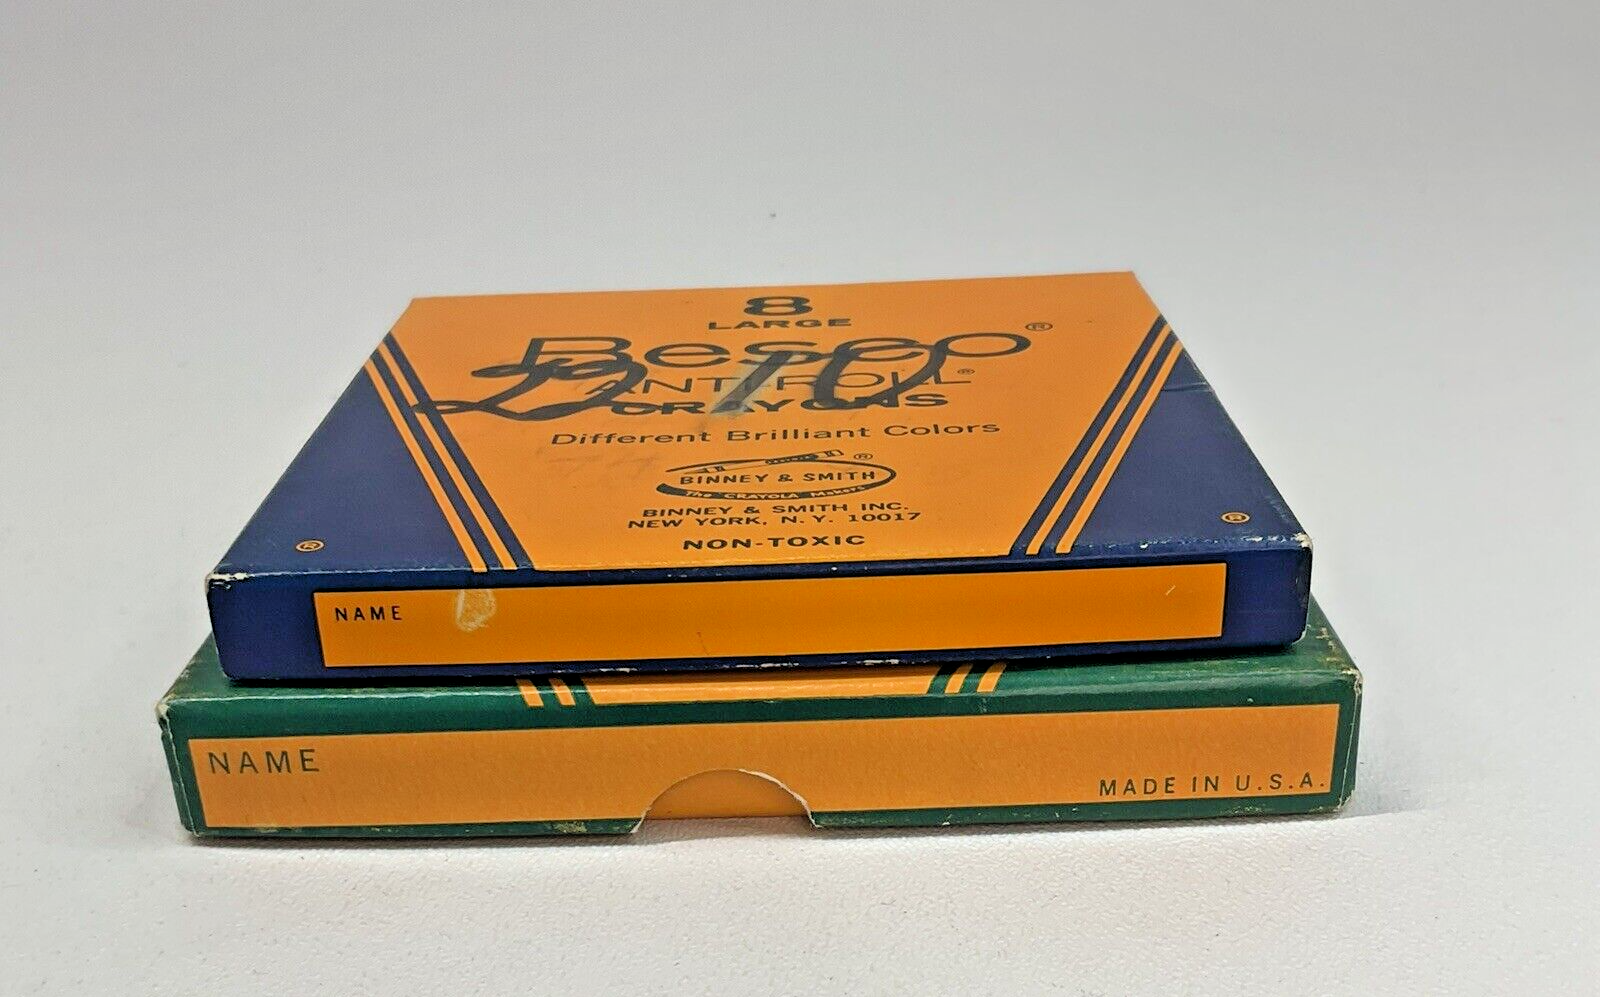 8
LARGE
Besco®
ANTI-ROLL®
CRAYONS
Different Brilliant Colors
BINNEY & SMITH®
The CRAYOLA Makers
BINNEY & SMITH INC.
NEW YORK, N.Y. 10017
NON-TOXIC
® ®
NAME
NAME
MADE IN U.S.A.